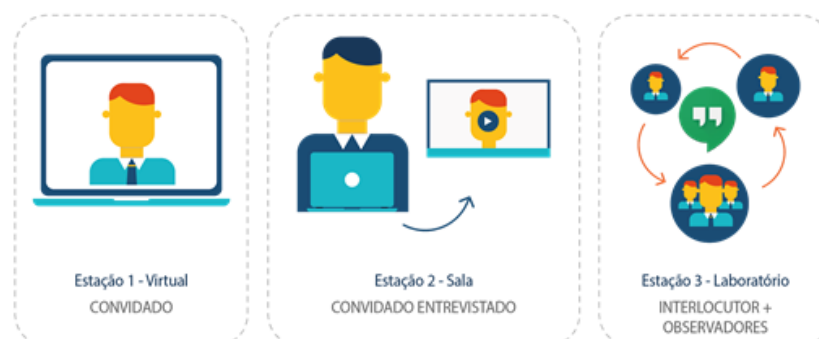 Estação 1 - Virtual
CONVIDADO
Estação 2 - Sala
CONVIDADO ENTREVISTADO
Estação 3 - Laboratório
INTERLOCUTOR +
OBSERVADORES